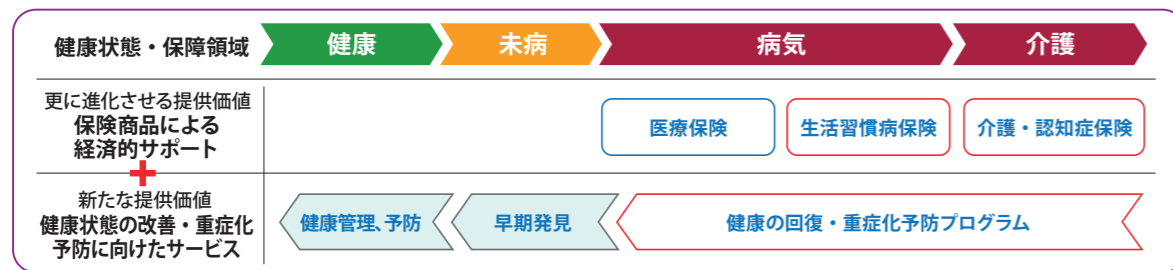 健康状態・保障領域
健康
未病
病気
介護
更に進化させる提供価値
保険商品による
経済的サポート
医療保険
生活習慣病保険
介護・認知症保険
+
新たな提供価値
健康状態の改善・重症化
予防に向けたサービス
健康管理、予防
早期発見
健康の回復・重症化予防プログラム